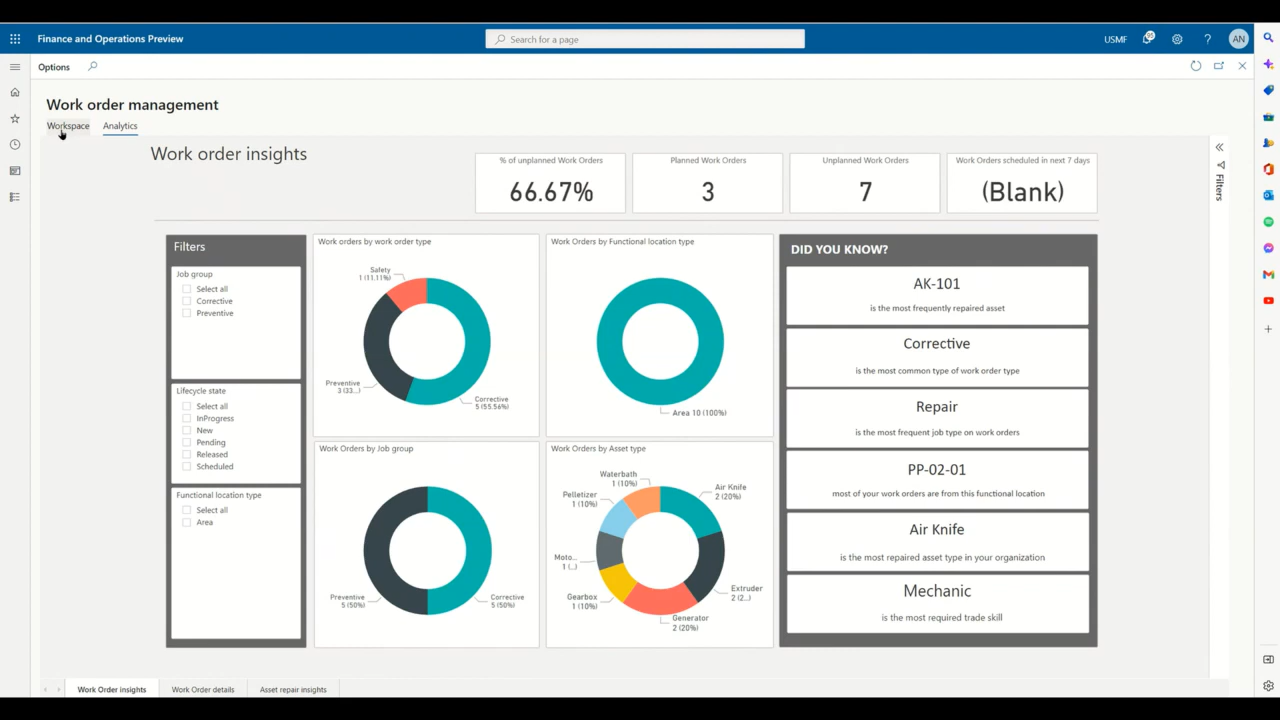 Finance and Operations Preview
Search for a page
USMF
?
AN
Options
Work order management
Workspace
Analytics
Work order insights
% of unplanned Work Orders
66.67%
Planned Work Orders
3
Unplanned Work Orders
7
Work Orders scheduled in next 7 days
(Blank)
Filters
Filters
Job group
Select all
Corrective
Preventive
Lifecycle state
Select all
InProgress
New
Pending
Released
Scheduled
Functional location type
Select all
Area
Work orders by work order type
Safety
1 (11.11%)
Preventive
3 (33...)
Corrective
5 (55.56%)
Work Orders by Functional location type
Area 10 (100%)
Work Orders by Job group
Preventive
5 (50%)
Corrective
5 (50%)
Work Orders by Asset type
Waterbath
1 (10%)
Pelletizer
1 (10%)
Air Knife
2 (20%)
Moto...
1 (...)
Gearbox
1 (10%)
Extruder
2 (2...)
Generator
2 (20%)
DID YOU KNOW?
AK-101
is the most frequently repaired asset
Corrective
is the most common type of work order type
Repair
is the most frequent job type on work orders
PP-02-01
most of your work orders are from this functional location
Air Knife
is the most repaired asset type in your organization
Mechanic
is the most required trade skill
Work Order insights
Work Order details
Asset repair insights